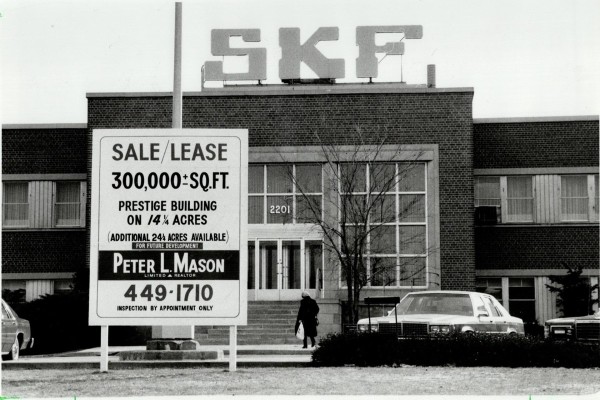 SKF
2201
SALE/LEASE
300,000± SQ.FT.
PRESTIGE BUILDING
ON 14¼ ACRES
(ADDITIONAL 24¼ ACRES AVAILABLE)
FOR FUTURE DEVELOPMENT
PETER L. MASON
LIMITED REALTOR
449-1710
INSPECTION BY APPOINTMENT ONLY